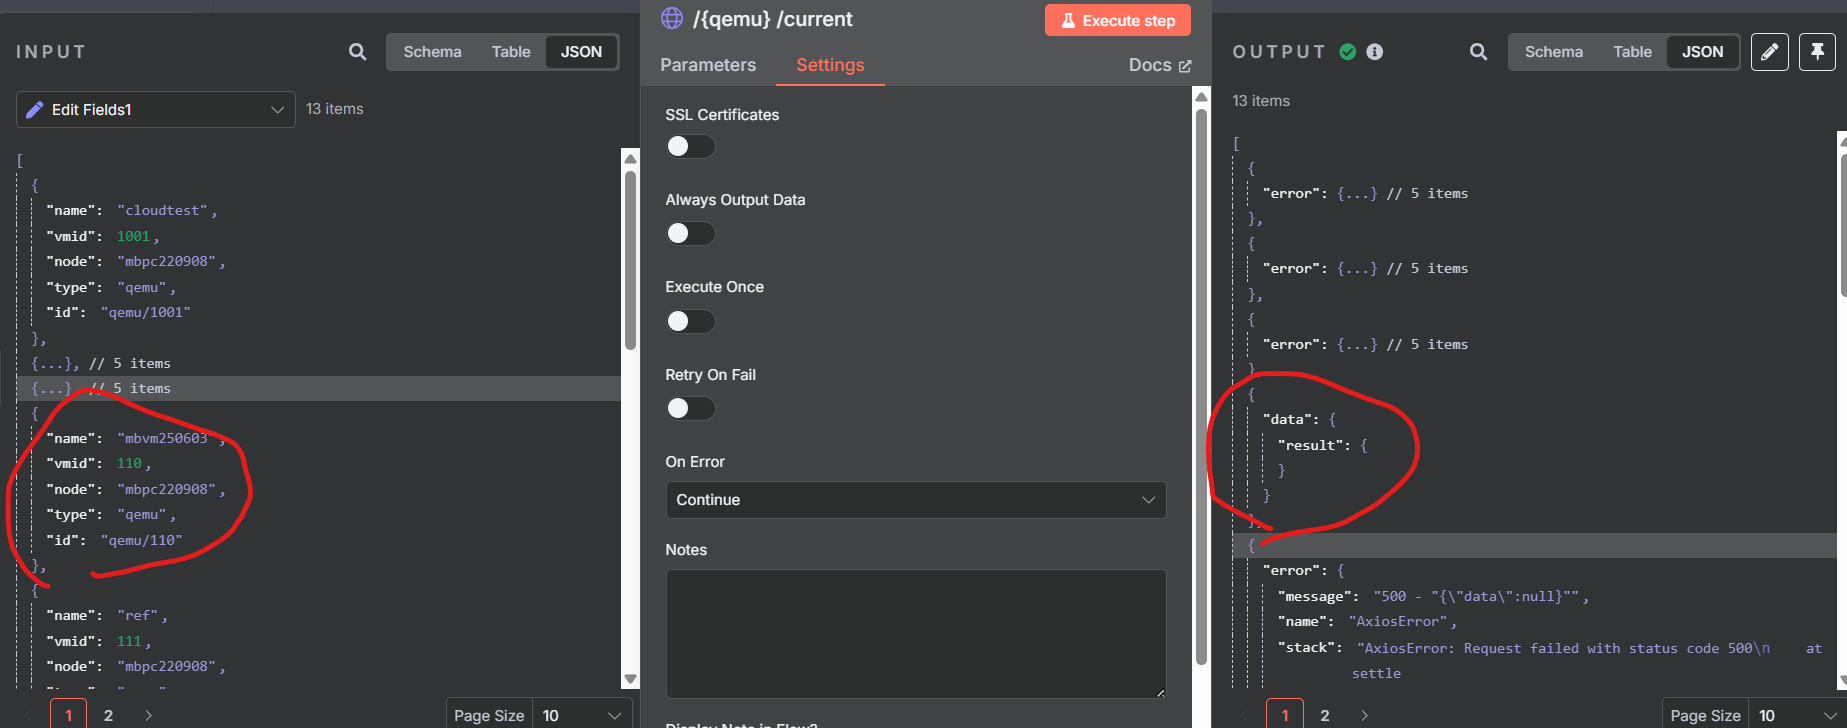 INPUT
Schema Table JSON
Edit Fields1 13 items
[
{
"name": "cloudtest",
"vmid": 1001,
"node": "mbpc220908",
"type": "qemu",
"id": "qemu/1001"
},
{...}, // 5 items
{...}, // 5 items
{
"name": "mbvm250603",
"vmid": 110,
"node": "mbpc220908",
"type": "qemu",
"id": "qemu/110"
},
{
"name": "ref",
"vmid": 111,
"node": "mbpc220908",
1 2
Page Size 10
/{qemu} /current
Execute step
Parameters Settings Docs
SSL Certificates
Always Output Data
Execute Once
Retry On Fail
On Error
Continue
Notes
Display Note in Flow?
OUTPUT
Schema Table JSON
13 items
[
{
"error": {...} // 5 items
},
{
"error": {...} // 5 items
},
{
"error": {...} // 5 items
},
{
"data": {
"result": {
}
}
},
{
"error": {
"message": "500 - "{\"data\":null}"",
"name": "AxiosError",
"stack": "AxiosError: Request failed with status code 500\n at
settle
1 2
Page Size 10